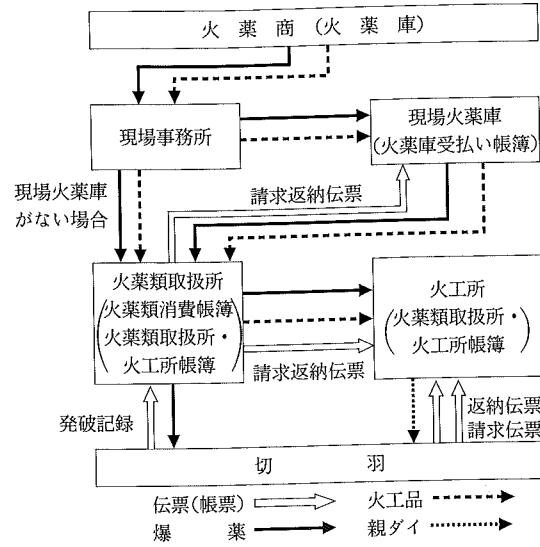 火薬商(火薬庫)
現場事務所
現場火薬庫
(火薬庫受払い帳簿)
現場火薬庫
がない場合
請求返納伝票
火薬類取扱所
(火薬類消費帳簿
火薬類取扱所・
火工所帳簿)
火工所
(火薬類取扱所・
火工所帳簿)
請求返納伝票
発破記録
返納伝票
請求伝票
切羽
伝票(帳票)
火工品
爆薬
親ダイ